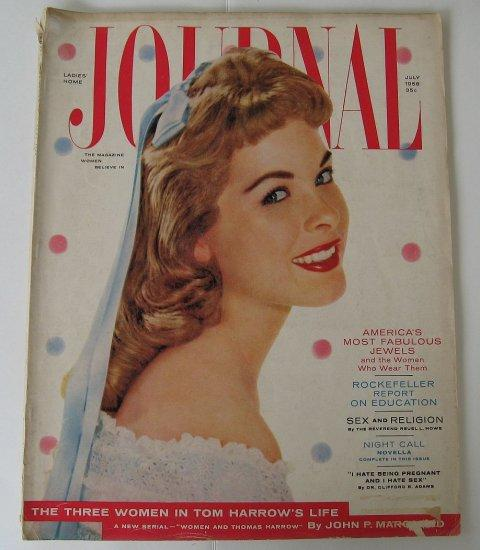 LADIES'
HOME
JOURNAL
JULY
1958
35¢
THE MAGAZINE
WOMEN
BELIEVE IN
AMERICA'S
MOST FABULOUS
JEWELS
and the Women
Who Wear Them
ROCKEFELLER
REPORT
ON EDUCATION
SEX AND RELIGION
By THE REVEREND REUEL L. HOWE
NIGHT CALL
NOVELLA
COMPLETE IN THIS ISSUE
"I HATE BEING PREGNANT
AND I HATE SEX"
By DR. CLIFFORD R. ADAMS
THE THREE WOMEN IN TOM HARROW'S LIFE
A NEW SERIAL—"WOMEN AND THOMAS HARROW" By JOHN P.